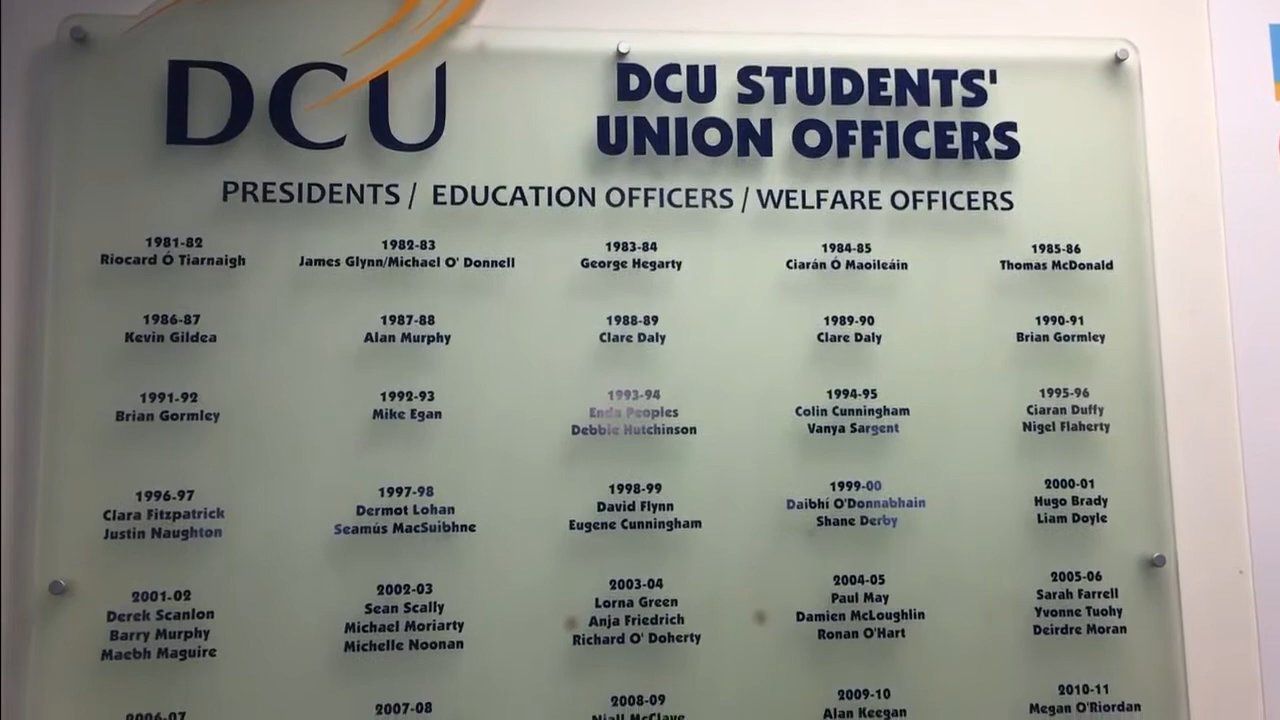 DCU
DCU STUDENTS'
UNION OFFICERS
PRESIDENTS / EDUCATION OFFICERS / WELFARE OFFICERS
1981-82
Riocard Ó Tiarnaigh
1982-83
James Glynn/Michael O' Donnell
1983-84
George Hegarty
1984-85
Ciarán Ó Maoileáin
1985-86
Thomas McDonald
1986-87
Kevin Gildea
1987-88
Alan Murphy
1988-89
Clare Daly
1989-90
Clare Daly
1990-91
Brian Gormley
1991-92
Brian Gormley
1992-93
Mike Egan
1993-94
Enda Peoples
Debbie Hutchinson
1994-95
Colin Cunningham
Vanya Sargent
1995-96
Ciaran Duffy
Nigel Flaherty
1996-97
Clara Fitzpatrick
Justin Naughton
1997-98
Dermot Lohan
Seamús MacSuibhne
1998-99
David Flynn
Eugene Cunningham
1999-00
Daibhí O'Donnabhain
Shane Derby
2000-01
Hugo Brady
Liam Doyle
2001-02
Derek Scanlon
Barry Murphy
Maebh Maguire
2002-03
Sean Scally
Michael Moriarty
Michelle Noonan
2003-04
Lorna Green
Anja Friedrich
Richard O' Doherty
2004-05
Paul May
Damien McLoughlin
Ronan O'Hart
2005-06
Sarah Farrell
Yvonne Tuohy
Deirdre Moran
2006-07
2007-08
2008-09
Niall McClave
2009-10
Alan Keegan
2010-11
Megan O'Riordan